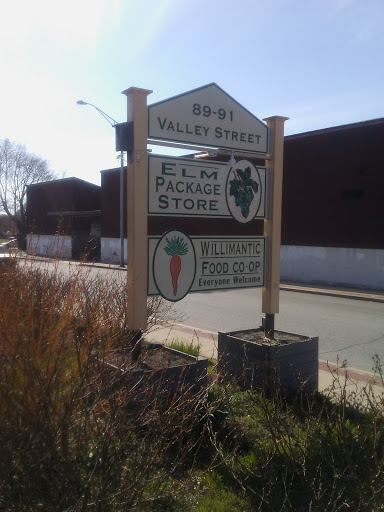 89-91
VALLEY STREET
ELM
PACKAGE
STORE
WILLIMANTIC
FOOD CO·OP
Everyone Welcome